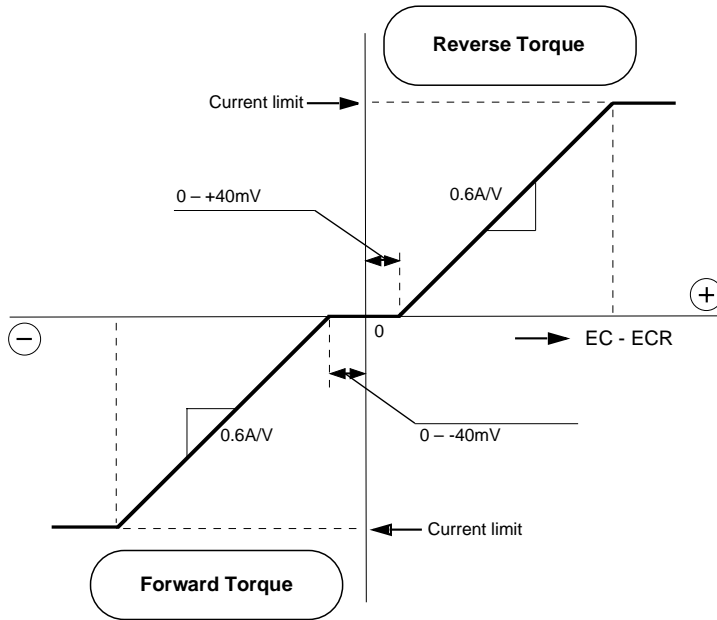 Reverse Torque
Current limit
0 – +40mV
0.6A/V
+
0
− 
EC - ECR
0.6A/V
0 – -40mV
Current limit
Forward Torque